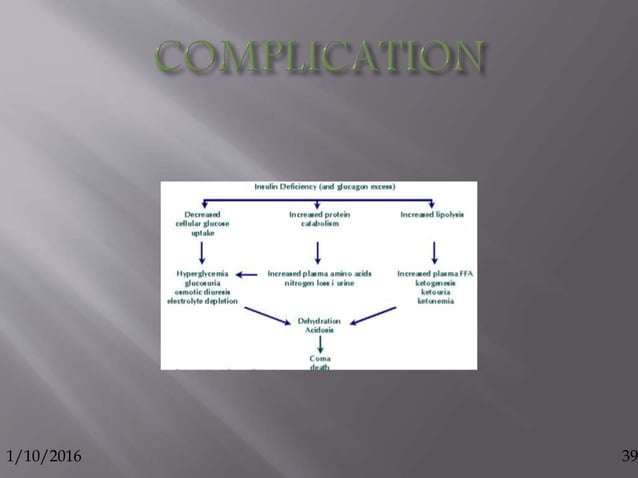 COMPLICATION
Insulin Deficiency (and glucagon excess)
Decreased
cellular glucose
uptake
Increased protein
catabolism
Increased lipolysis
Hyperglycemia
glucosuria
osmotic diuresis
electrolyte depletion
Increased plasma amino acids
nitrogen loss i urine
Increased plasma FFA
ketogenesis
ketouria
ketonemia
Dehydration
Acidosis
Coma
death
1/10/2016
39